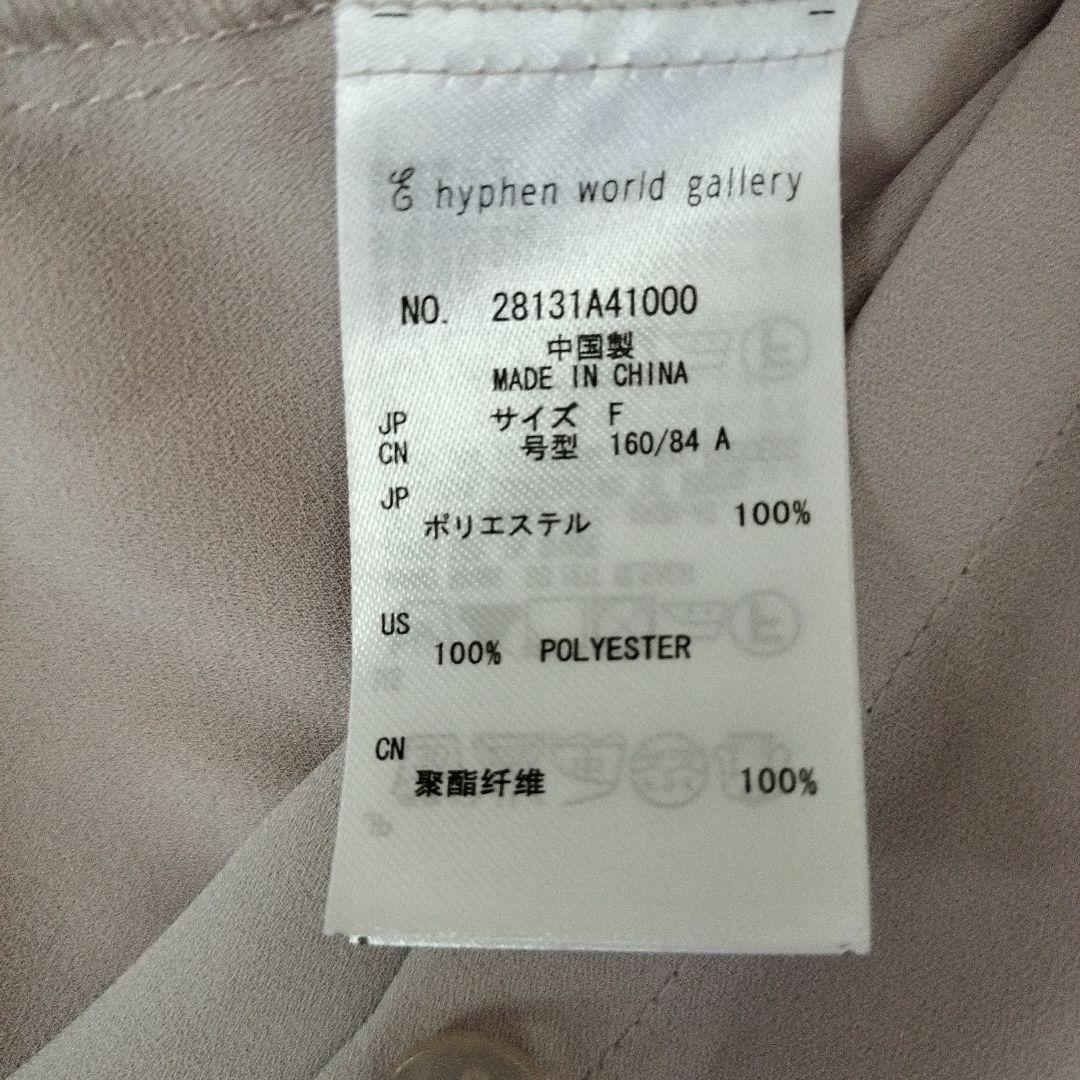 hyphen world gallery
NO. 28131A41000
中国製
MADE IN CHINA
JP サイズ F
CN 号型 160/84 A
JP
ポリエステル 100%
US
100% POLYESTER
CN
聚酯纤维 100%